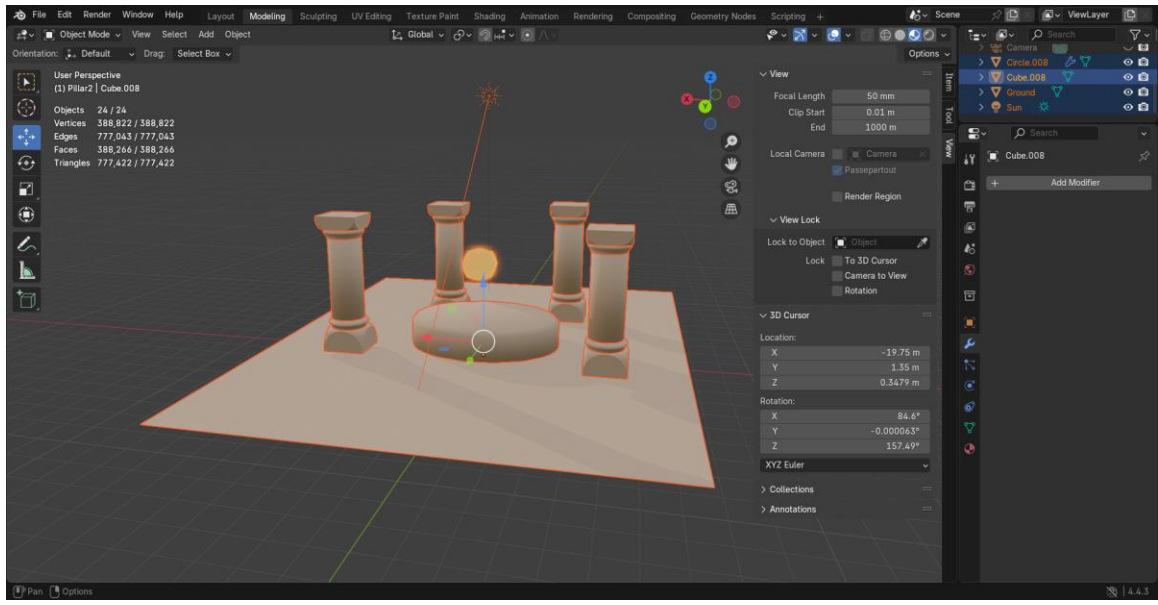 File Edit Render Window Help Layout Modeling Sculpting UV Editing Texture Paint Shading Animation Rendering Compositing Geometry Nodes Scripting + Scene ViewLayer
Object Mode View Select Add Object Global Search
Orientation: Default Drag: Select Box Options
User Perspective
(1) Pillar2 | Cube.008
Objects 24 / 24
Vertices 388,822 / 388,822
Edges 777,043 / 777,043
Faces 388,266 / 388,266
Triangles 777,422 / 777,422
Z
X
Y
View
Focal Length 50 mm
Clip Start 0.01 m
End 1000 m
Local Camera Camera
Passepartout
Render Region
View Lock
Lock to Object Object
Lock To 3D Cursor
Camera to View
Rotation
3D Cursor
Location:
X -19.75 m
Y 1.35 m
Z 0.3479 m
Rotation:
X 84.6°
Y -0.000063°
Z 157.49°
XYZ Euler
Collections
Annotations
Item
Tool
View
Camera
Circle.008
Cube.008
Ground
Sun
Search
Cube.008
+ Add Modifier
Pan Options 4.4.3